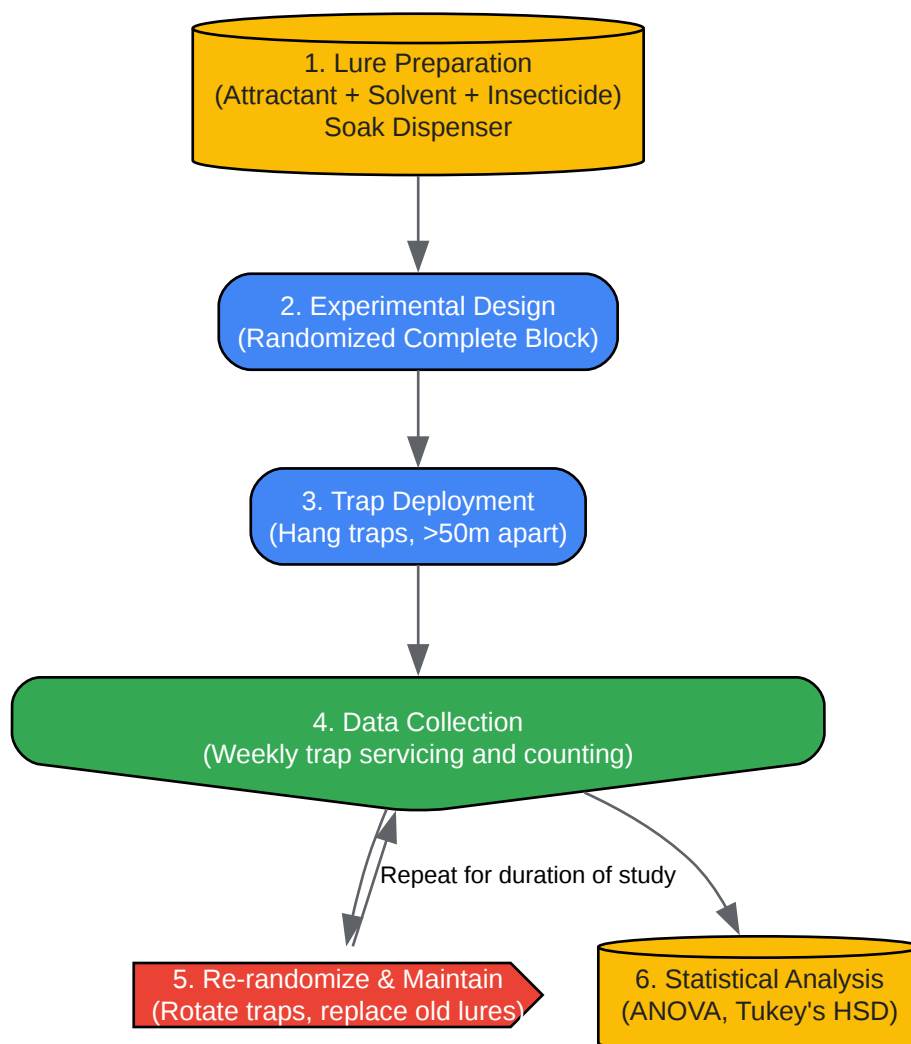 1. Lure Preparation
(Attractant + Solvent + Insecticide)
Soak Dispenser
2. Experimental Design
(Randomized Complete Block)
3. Trap Deployment
(Hang traps, >50m apart)
4. Data Collection
(Weekly trap servicing and counting)
Repeat for duration of study
5. Re-randomize & Maintain
(Rotate traps, replace old lures)
6. Statistical Analysis
(ANOVA, Tukey's HSD)